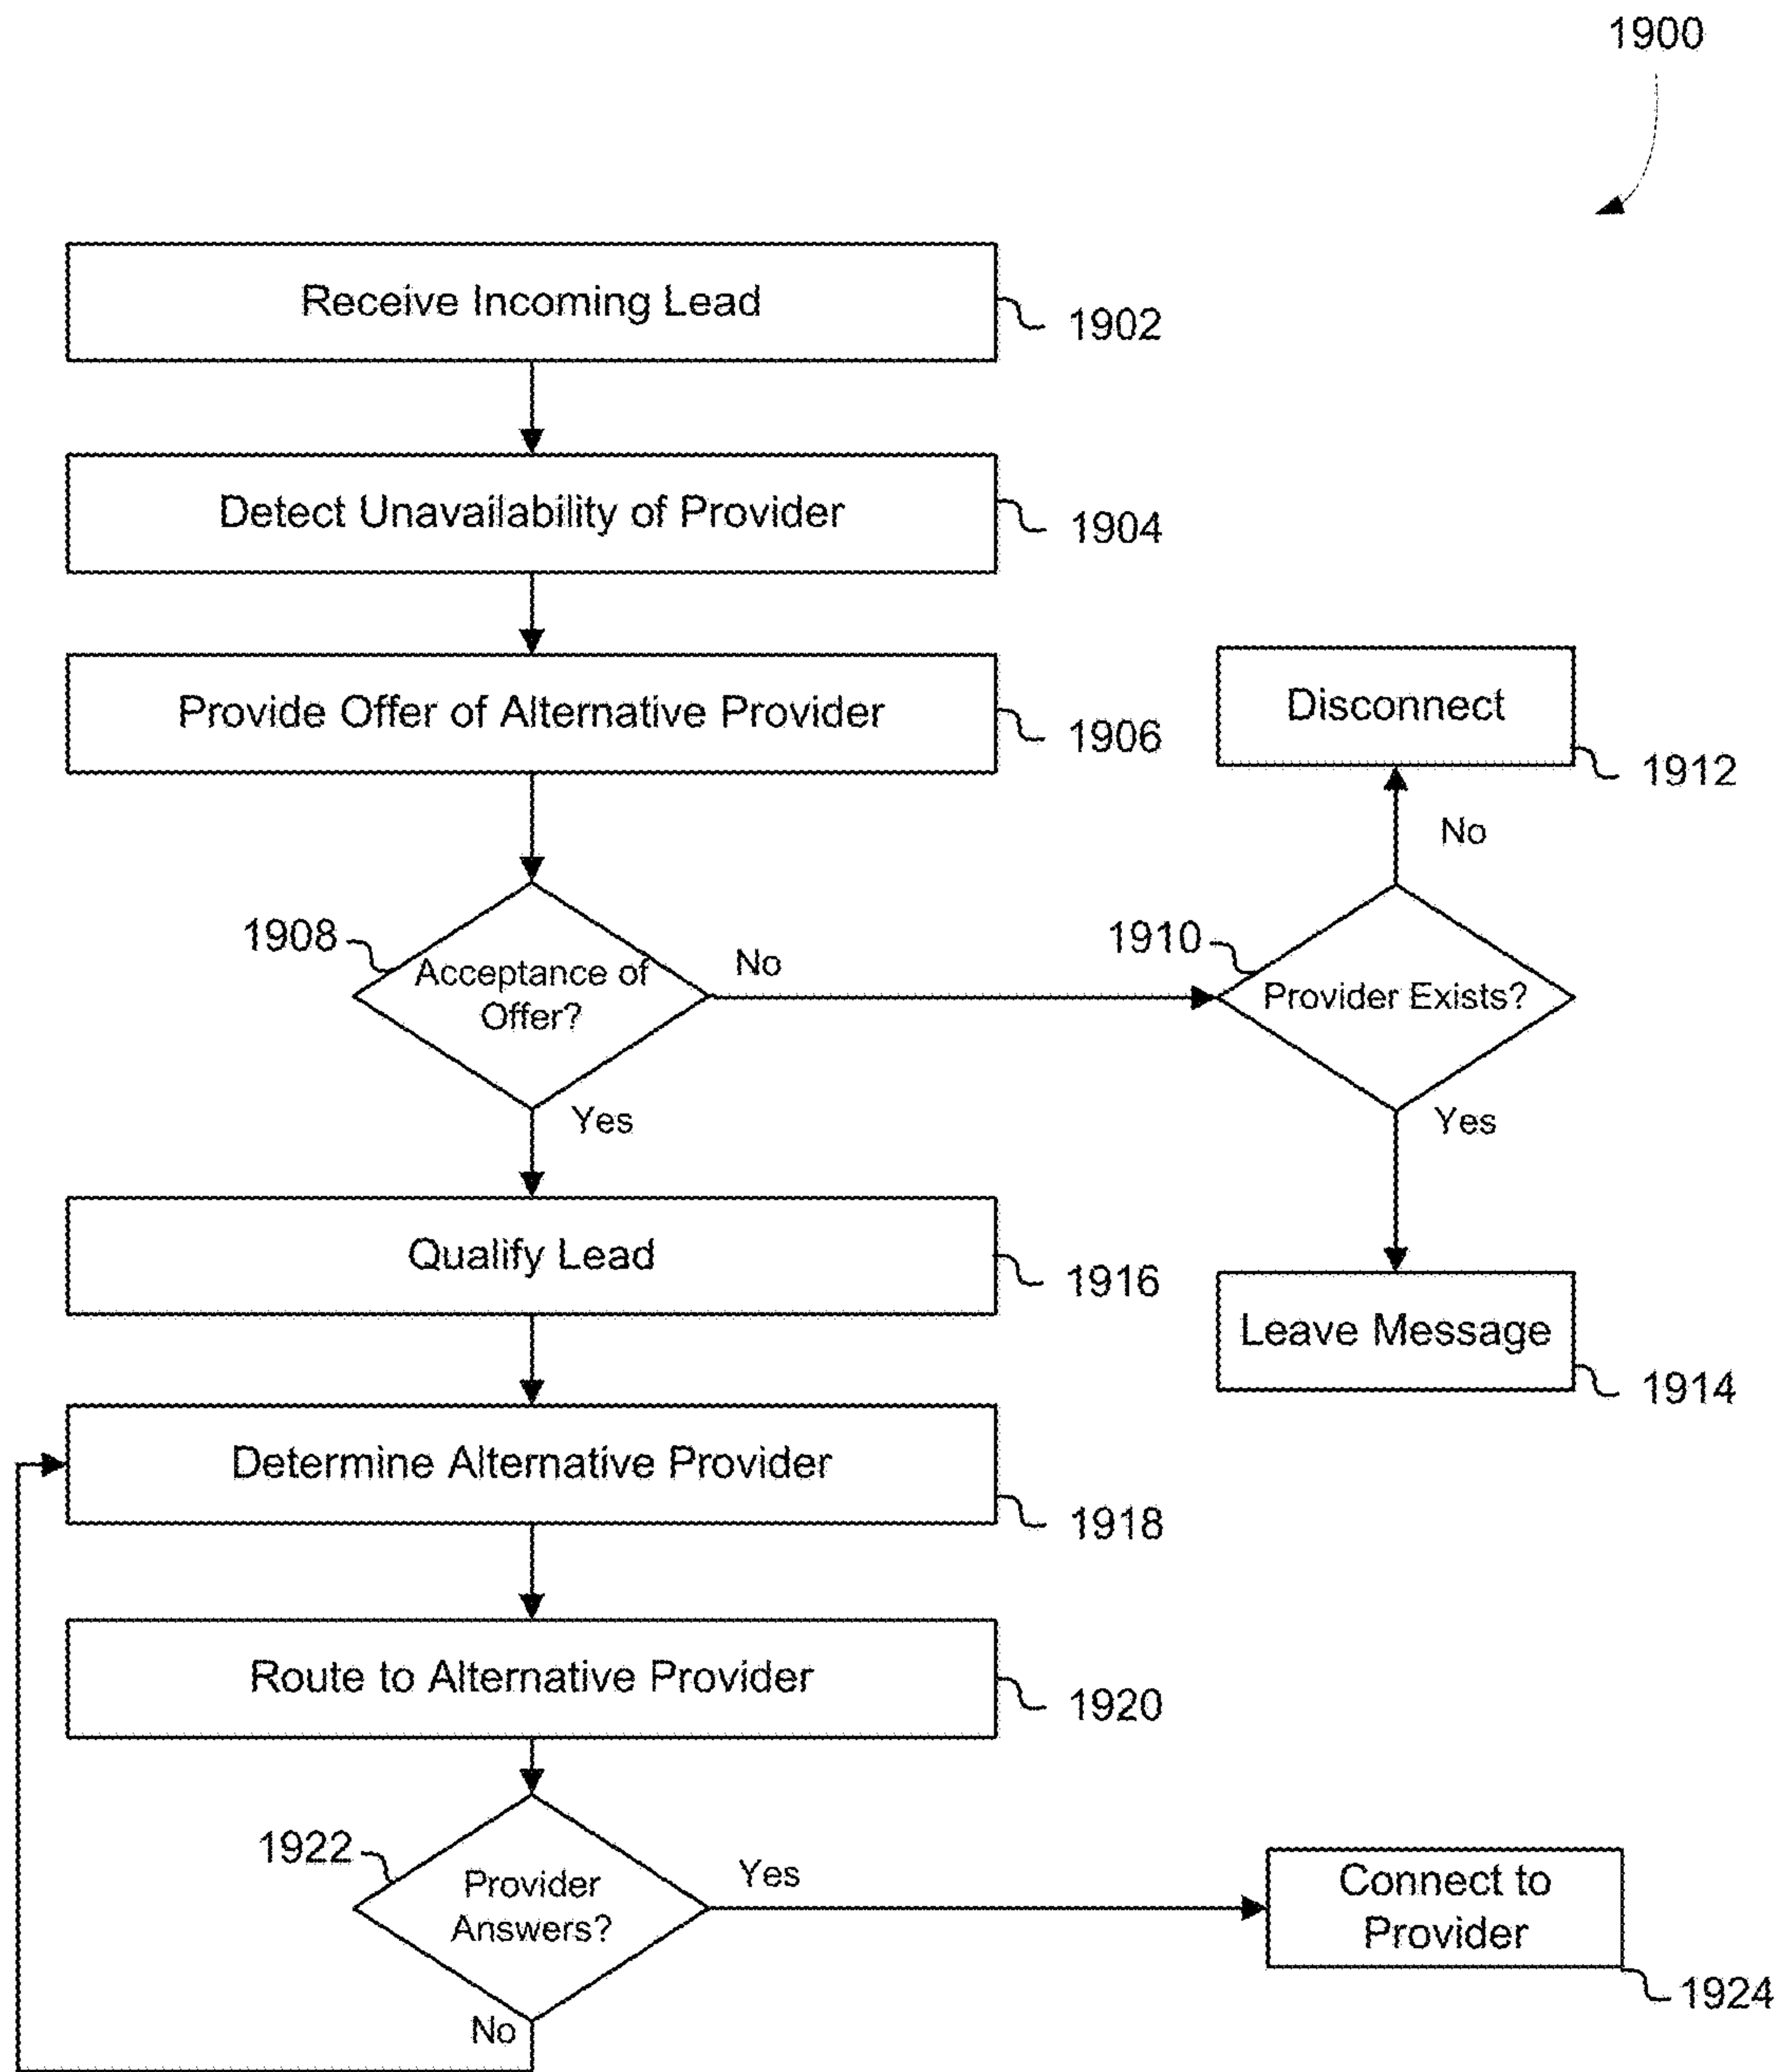 1900
Receive Incoming Lead
1902
Detect Unavailability of Provider
1904
Provide Offer of Alternative Provider
1906
Disconnect
1912
No
1908
Acceptance of
Offer?
No
1910
Provider Exists?
Yes
Yes
Qualify Lead
1916
Leave Message
1914
Determine Alternative Provider
1918
Route to Alternative Provider
1920
1922
Provider
Answers?
Yes
Connect to
Provider
1924
No